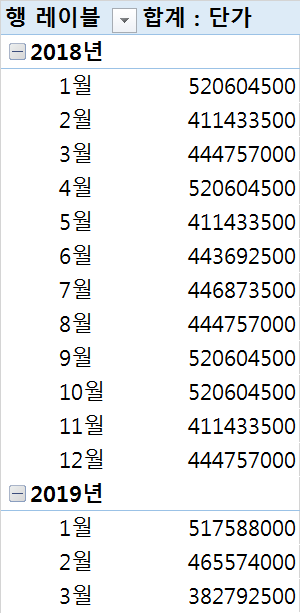 행 레이블 합계 : 단가
2018년
1월 520604500
2월 411433500
3월 444757000
4월 520604500
5월 411433500
6월 443692500
7월 446873500
8월 444757000
9월 520604500
10월 520604500
11월 411433500
12월 444757000
2019년
1월 517588000
2월 465574000
3월 382792500